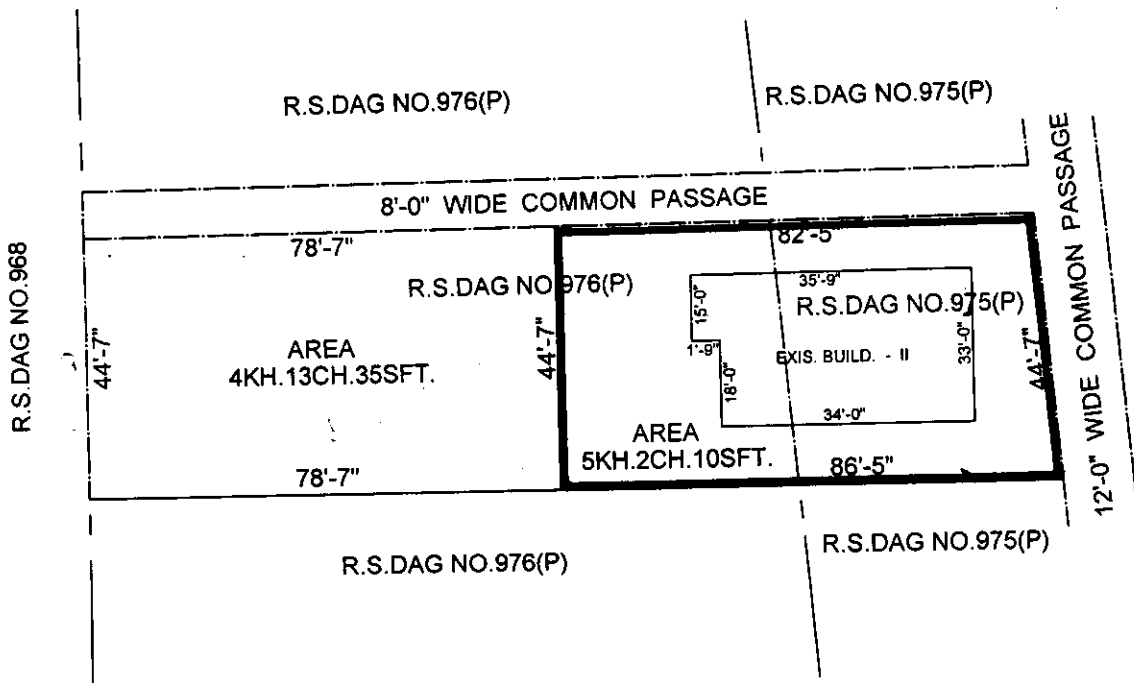 R.S.DAG NO.976(P)
R.S.DAG NO.975(P)
8'-0" WIDE COMMON PASSAGE
12'-0" WIDE COMMON PASSAGE
R.S.DAG NO.968
78'-7"
82'-5
R.S.DAG NO.976(P)
R.S.DAG NO.975(P)
35'-9"
15'-0"
1'-9"
18'-0"
33'-0"
34'-0"
EXIS. BUILD. - II
44'-7"
44'-7"
44'-7"
AREA
4KH.13CH.35SFT.
AREA
5KH.2CH.10SFT.
78'-7"
86'-5"
R.S.DAG NO.976(P)
R.S.DAG NO.975(P)